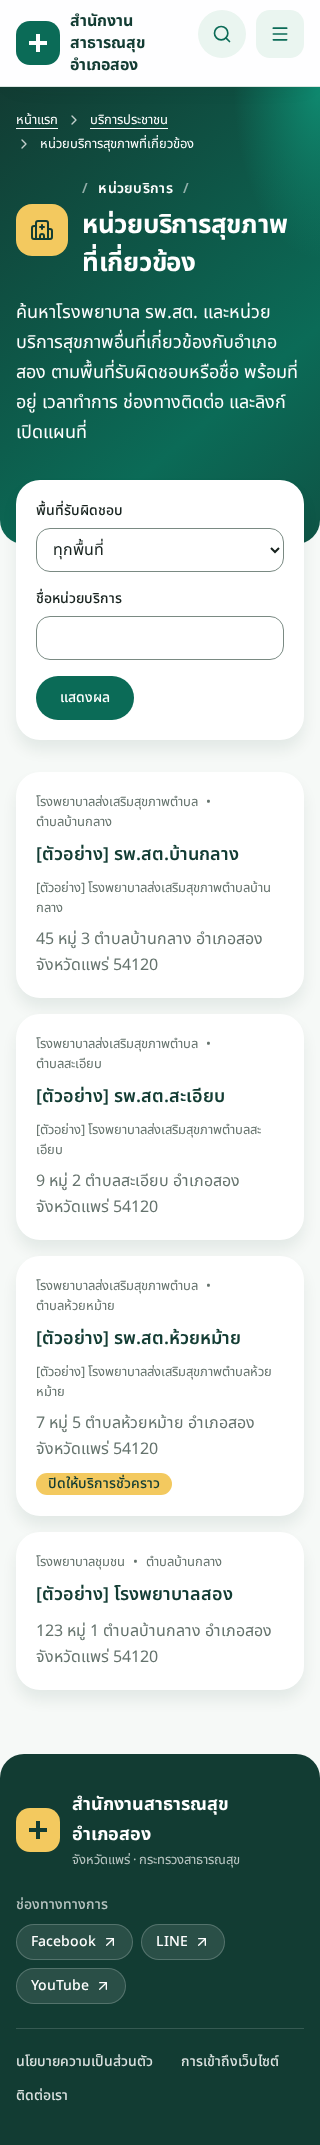 สำนักงาน
สาธารณสุข
อำเภอสอง
หน้าแรก
บริการประชาชน
หน่วยบริการสุขภาพที่เกี่ยวข้อง
/ หน่วยบริการ /
หน่วยบริการสุขภาพ
ที่เกี่ยวข้อง
ค้นหาโรงพยาบาล รพ.สต. และหน่วย
บริการสุขภาพอื่นที่เกี่ยวข้องกับอำเภอ
สอง ตามพื้นที่รับผิดชอบหรือชื่อ พร้อมที่
อยู่ เวลาทำการ ช่องทางติดต่อ และลิงก์
เปิดแผนที่
พื้นที่รับผิดชอบ
ทุกพื้นที่
ชื่อหน่วยบริการ
แสดงผล
โรงพยาบาลส่งเสริมสุขภาพตำบล •
ตำบลบ้านกลาง
[ตัวอย่าง] รพ.สต.บ้านกลาง
[ตัวอย่าง] โรงพยาบาลส่งเสริมสุขภาพตำบลบ้าน
กลาง
45 หมู่ 3 ตำบลบ้านกลาง อำเภอสอง
จังหวัดแพร่ 54120
โรงพยาบาลส่งเสริมสุขภาพตำบล •
ตำบลสะเอียบ
[ตัวอย่าง] รพ.สต.สะเอียบ
[ตัวอย่าง] โรงพยาบาลส่งเสริมสุขภาพตำบลสะ
เอียบ
9 หมู่ 2 ตำบลสะเอียบ อำเภอสอง
จังหวัดแพร่ 54120
โรงพยาบาลส่งเสริมสุขภาพตำบล •
ตำบลห้วยหม้าย
[ตัวอย่าง] รพ.สต.ห้วยหม้าย
[ตัวอย่าง] โรงพยาบาลส่งเสริมสุขภาพตำบลห้วย
หม้าย
7 หมู่ 5 ตำบลห้วยหม้าย อำเภอสอง
จังหวัดแพร่ 54120
ปิดให้บริการชั่วคราว
โรงพยาบาลชุมชน • ตำบลบ้านกลาง
[ตัวอย่าง] โรงพยาบาลสอง
123 หมู่ 1 ตำบลบ้านกลาง อำเภอสอง
จังหวัดแพร่ 54120
สำนักงานสาธารณสุข
อำเภอสอง
จังหวัดแพร่ · กระทรวงสาธารณสุข
ช่องทางทางการ
Facebook
LINE
YouTube
นโยบายความเป็นส่วนตัว
การเข้าถึงเว็บไซต์
ติดต่อเรา